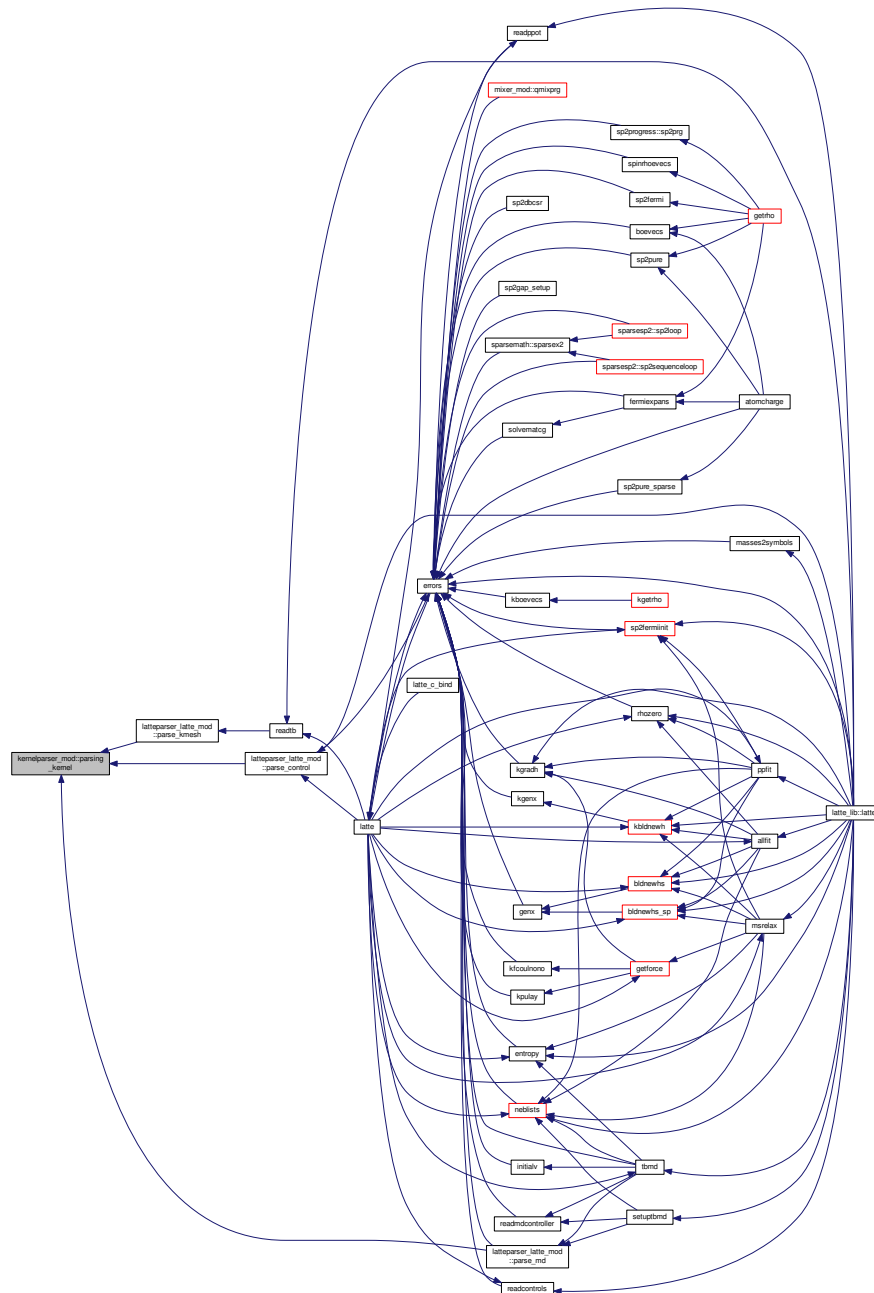 readppot
mixer_mod::qmixprg
sp2progress::sp2prg
spinrhoevecs
sp2fermi
sp2dbcsr
getrho
boevecs
sp2pure
sp2gap_setup
sparsesp2::sp2loop
sparsemath::sparsex2
sparsesp2::sp2sequenceloop
fermiexpans
atomcharge
solvematcg
sp2pure_sparse
masses2symbols
errors
kboevecs
kgetrho
sp2fermiinit
latte_c_bind
rhozero
latteparser_latte_mod
::parse_kmesh
readtb
kernelparser_mod::parsing
_kernel
latteparser_latte_mod
::parse_control
kgradh
ppfit
kgenx
latte_lib::latte
latte
kbldnewh
allfit
bldnewhs
genx
bldnewhs_sp
msrelax
kfcoulnono
getforce
kpulay
entropy
neblists
initialv
tbmd
readmdcontroller
setuptbmd
latteparser_latte_mod
::parse_md
readcontrols